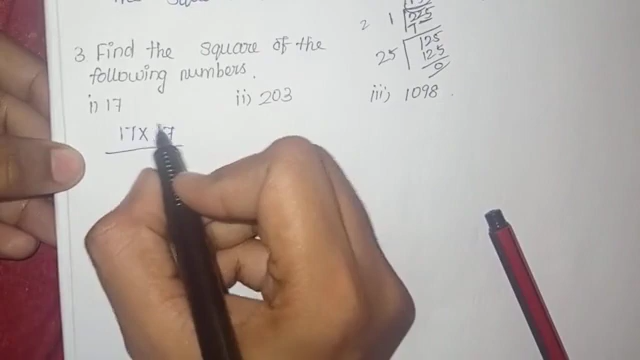 2 1 225
1
25 125
125
0
3 Find the square of the
following numbers.
i) 17 ii) 203 iii) 1098.
17 x 17